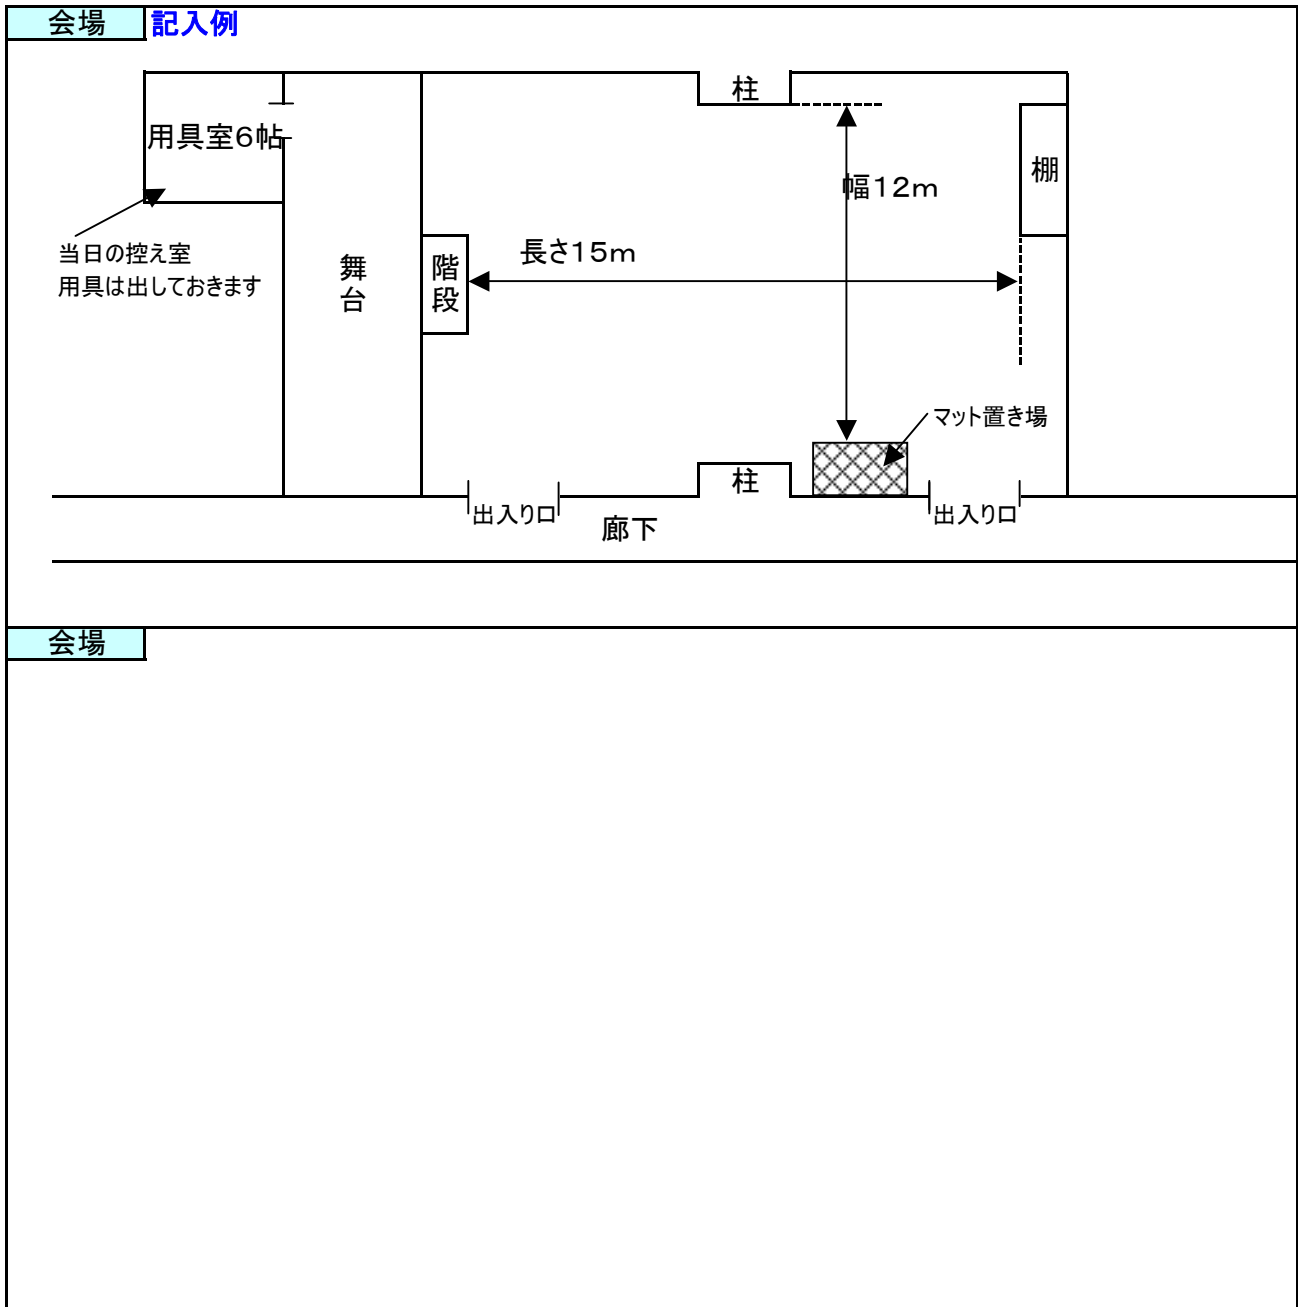 会場
記入例
柱
用具室6帖
棚
幅12m
当日の控え室
用具は出しておきます
舞台
階段
長さ15m
マット置き場
柱
出入り口
出入り口
廊下
会場